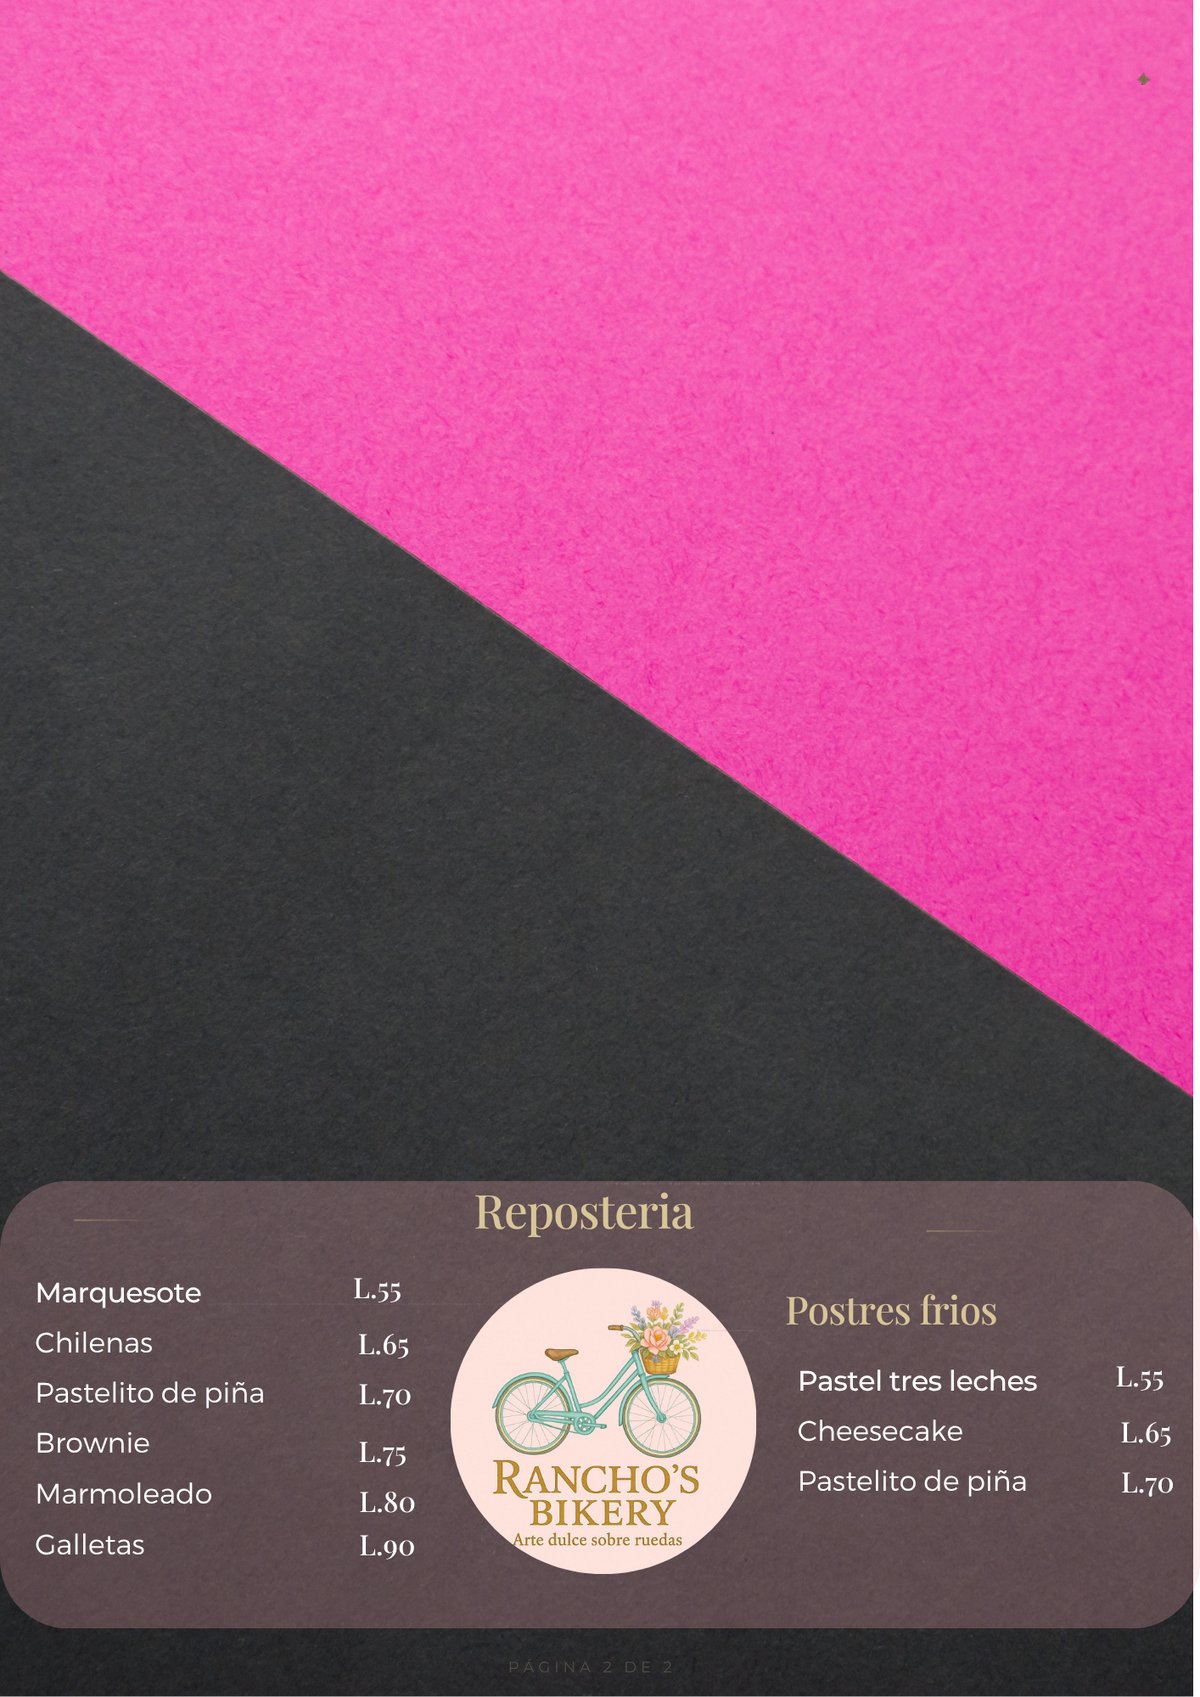 Reposteria
Marquesote L.55
Chilenas L.65
Pastelito de piña L.70
Brownie L.75
Marmoleado L.80
Galletas L.90
RANCHO'S
BIKERY
Arte dulce sobre ruedas
Postres frios
Pastel tres leches L.55
Cheesecake L.65
Pastelito de piña L.70
PÁGINA 2 DE 2